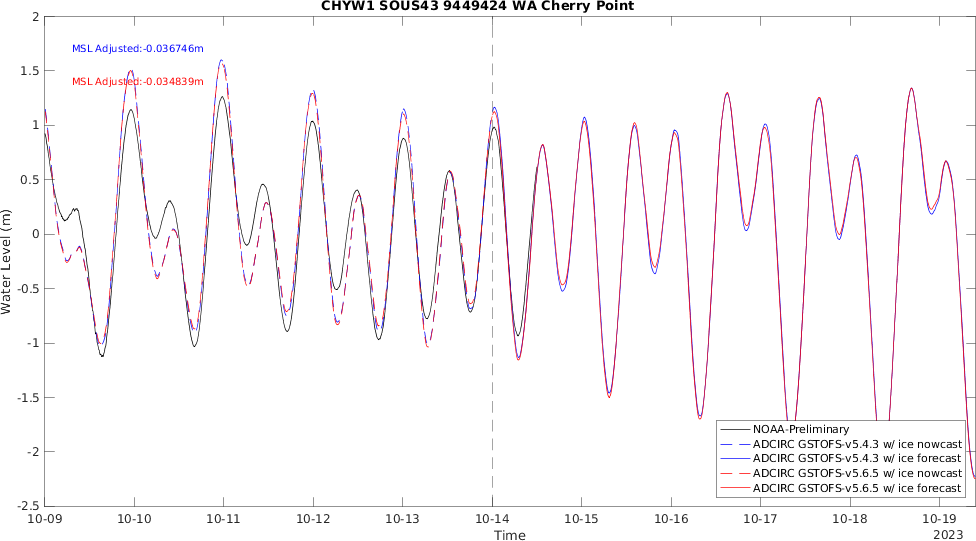 CHYW1 SOUS43 9449424 WA Cherry Point
MSL Adjusted:-0.036746m
MSL Adjusted:-0.034839m
Water Level (m)
2
1.5
1
0.5
0
-0.5
-1
-1.5
-2
-2.5
NOAA-Preliminary
ADCIRC GSTOFS-v5.4.3 w/ ice nowcast
ADCIRC GSTOFS-v5.4.3 w/ ice forecast
ADCIRC GSTOFS-v5.6.5 w/ ice nowcast
ADCIRC GSTOFS-v5.6.5 w/ ice forecast
10-09 10-10 10-11 10-12 10-13 10-14 10-15 10-16 10-17 10-18 10-19
Time
2023